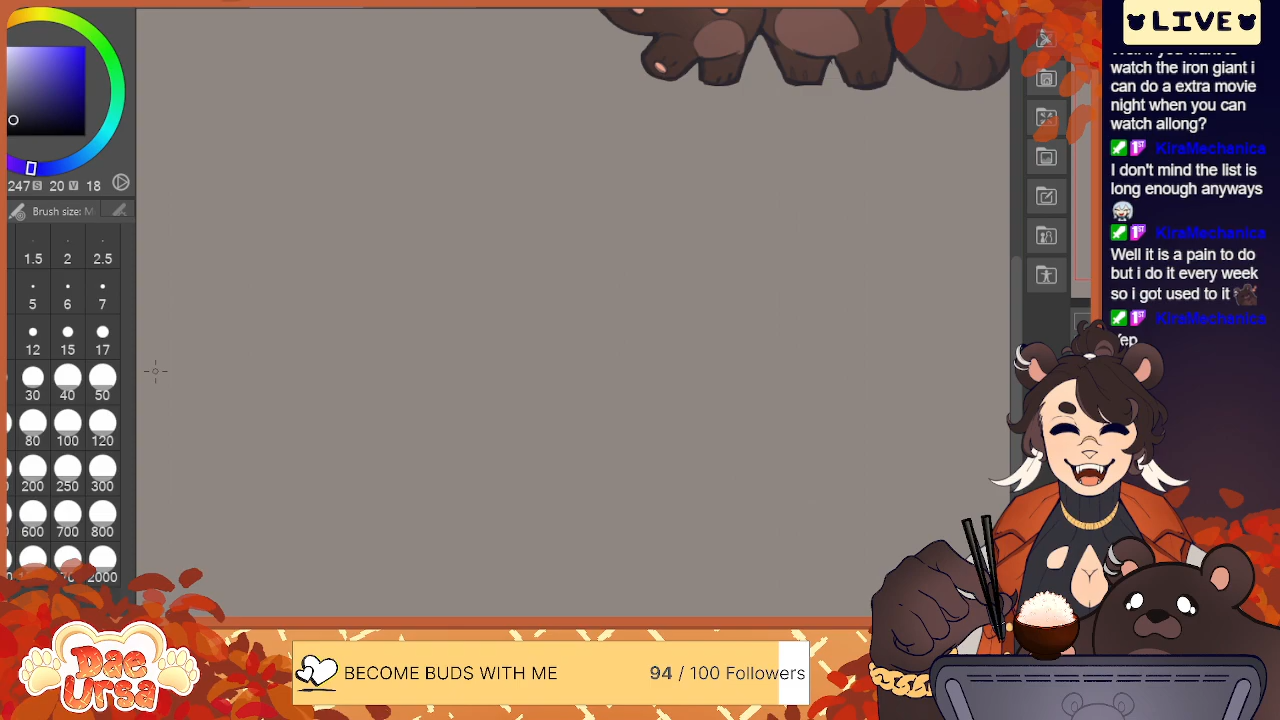 LIVE
watch the iron giant i
can do a extra movie
night when you can
watch allong?
KiraMechanica
I don't mind the list is
long enough anyways
KiraMechanica
Well it is a pain to do
but i do it every week
so i got used to it
KiraMechanica
Yep
247 S 20 V 18
Brush size: M
1.5 2 2.5
5 6 7
12 15 17
30 40 50
80 100 120
200 250 300
600 700 800
2000
Dae
Ursa
BECOME BUDS WITH ME
94 / 100 Followers